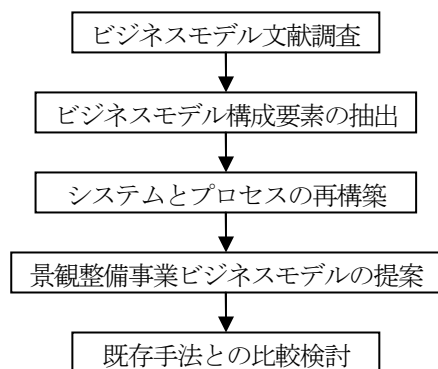 ビジネスモデル文献調査
ビジネスモデル構成要素の抽出
システムとプロセスの再構築
景観整備事業ビジネスモデルの提案
既存手法との比較検討